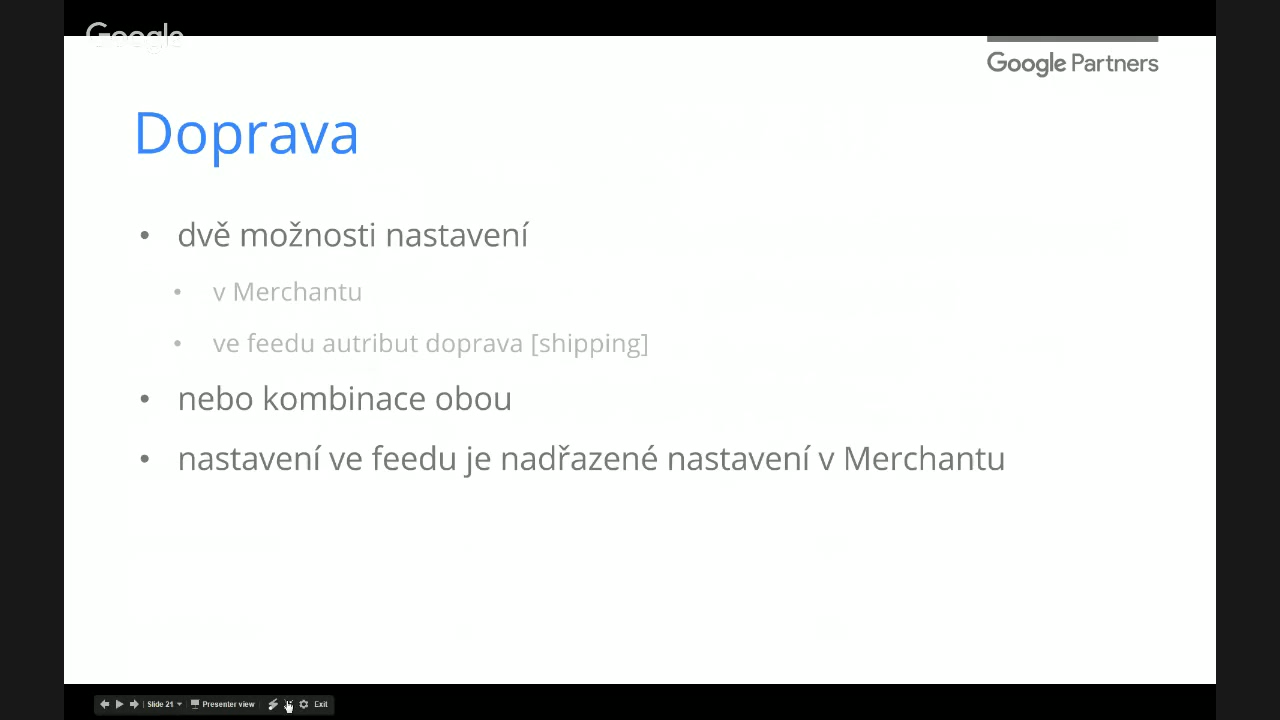 Google
Google Partners
Doprava
• dvě možnosti nastavení
• v Merchantu
• ve feedu autribut doprava [shipping]
• nebo kombinace obou
• nastavení ve feedu je nadřazené nastavení v Merchantu
Slide 21 Presenter view Exit